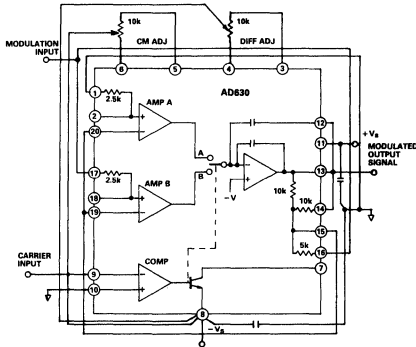 10k
10k
CM ADJ
DIFF ADJ
MODULATION
INPUT
6
5
4
3
AD630
1
2.5k
AMP A
2
20
A
B
12
11
+VS
13
MODULATED
OUTPUT
SIGNAL
17
2.5k
AMP B
18
19
-V
10k
10k
14
15
5k
16
CARRIER
INPUT
9
COMP
10
7
8
-VS